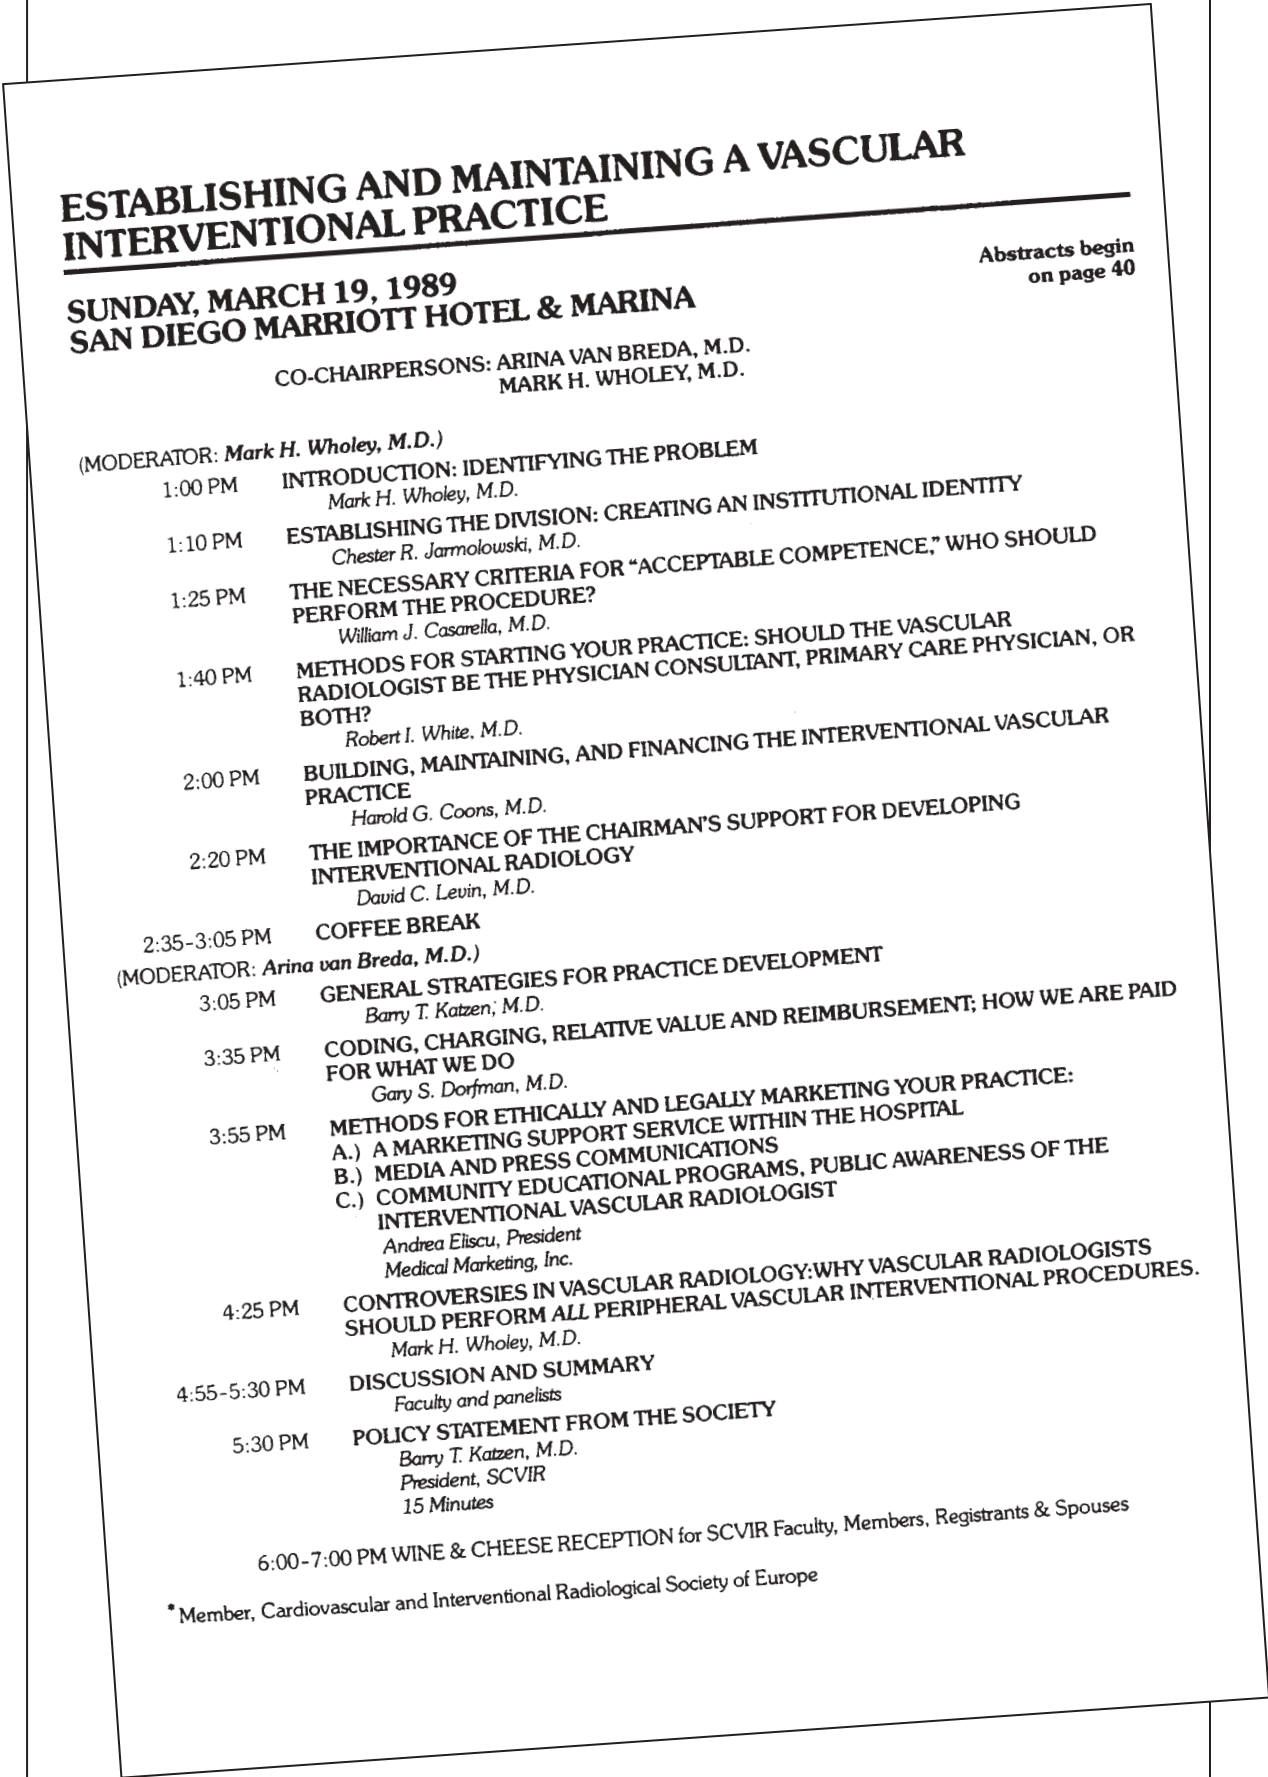 ESTABLISHING AND MAINTAINING A VASCULAR
INTERVENTIONAL PRACTICE
Abstracts begin
on page 40
SUNDAY, MARCH 19, 1989
SAN DIEGO MARRIOTT HOTEL & MARINA
CO-CHAIRPERSONS: ARINA VAN BREDA, M.D.
MARK H. WHOLEY, M.D.
(MODERATOR: Mark H. Wholey, M.D.)
1:00 PM INTRODUCTION: IDENTIFYING THE PROBLEM
Mark H. Wholey, M.D.
1:10 PM ESTABLISHING THE DIVISION: CREATING AN INSTITUTIONAL IDENTITY
Chester R. Jarmolowski, M.D.
1:25 PM THE NECESSARY CRITERIA FOR “ACCEPTABLE COMPETENCE,” WHO SHOULD
PERFORM THE PROCEDURE?
William J. Casarella, M.D.
1:40 PM METHODS FOR STARTING YOUR PRACTICE: SHOULD THE VASCULAR
RADIOLOGIST BE THE PHYSICIAN CONSULTANT, PRIMARY CARE PHYSICIAN, OR
BOTH?
Robert I. White, M.D.
2:00 PM BUILDING, MAINTAINING, AND FINANCING THE INTERVENTIONAL VASCULAR
PRACTICE
Harold G. Coons, M.D.
2:20 PM THE IMPORTANCE OF THE CHAIRMAN'S SUPPORT FOR DEVELOPING
INTERVENTIONAL RADIOLOGY
David C. Levin, M.D.
2:35-3:05 PM COFFEE BREAK
(MODERATOR: Arina van Breda, M.D.)
3:05 PM GENERAL STRATEGIES FOR PRACTICE DEVELOPMENT
Barry T. Katzen, M.D.
3:35 PM CODING, CHARGING, RELATIVE VALUE AND REIMBURSEMENT; HOW WE ARE PAID
FOR WHAT WE DO
Gary S. Dorfman, M.D.
3:55 PM METHODS FOR ETHICALLY AND LEGALLY MARKETING YOUR PRACTICE:
A.) A MARKETING SUPPORT SERVICE WITHIN THE HOSPITAL
B.) MEDIA AND PRESS COMMUNICATIONS
C.) COMMUNITY EDUCATIONAL PROGRAMS, PUBLIC AWARENESS OF THE
INTERVENTIONAL VASCULAR RADIOLOGIST
Andrea Eliscu, President
Medical Marketing, Inc.
4:25 PM CONTROVERSIES IN VASCULAR RADIOLOGY:WHY VASCULAR RADIOLOGISTS
SHOULD PERFORM ALL PERIPHERAL VASCULAR INTERVENTIONAL PROCEDURES.
Mark H. Wholey, M.D.
4:55-5:30 PM DISCUSSION AND SUMMARY
Faculty and panelists
5:30 PM POLICY STATEMENT FROM THE SOCIETY
Barry T. Katzen, M.D.
President, SCVIR
15 Minutes
6:00-7:00 PM WINE & CHEESE RECEPTION for SCVIR Faculty, Members, Registrants & Spouses
*Member, Cardiovascular and Interventional Radiological Society of Europe